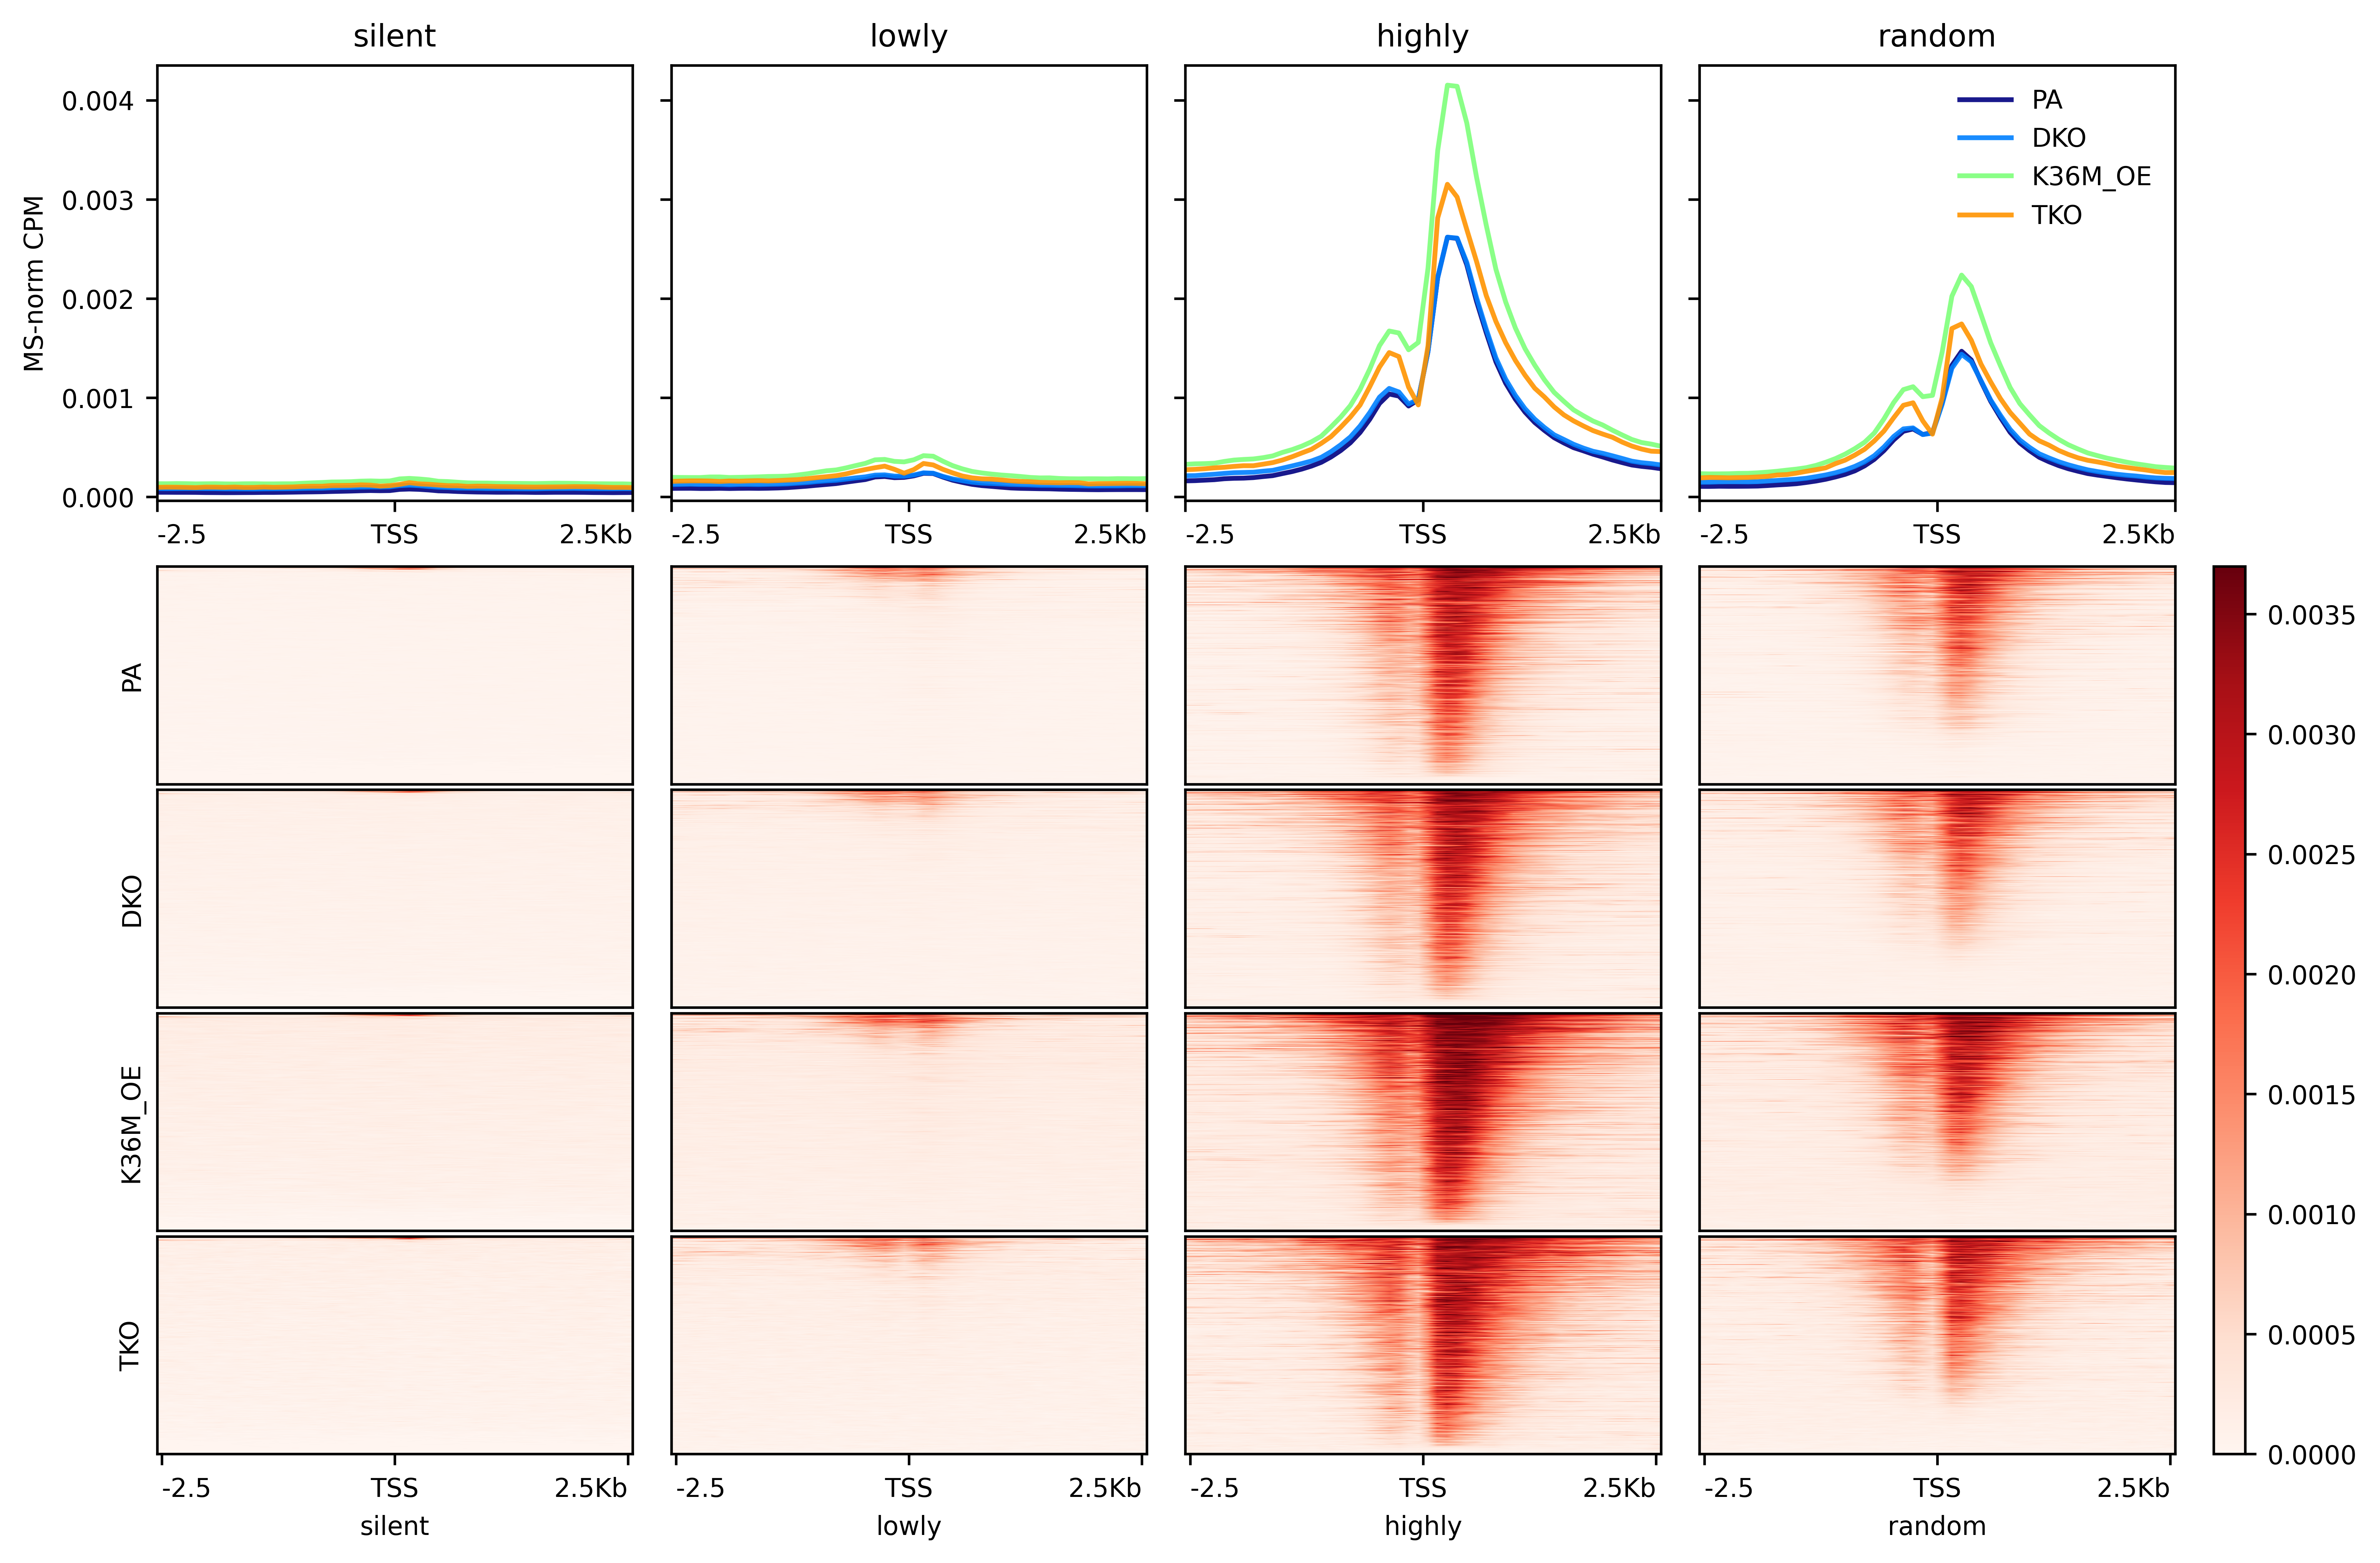 silent lowly highly random
MS-norm CPM
0.004
0.003
0.002
0.001
0.000
PA
DKO
K36M_OE
TKO
-2.5 TSS 2.5Kb -2.5 TSS 2.5Kb -2.5 TSS 2.5Kb -2.5 TSS 2.5Kb
PA
DKO
K36M_OE
TKO
0.0035
0.0030
0.0025
0.0020
0.0015
0.0010
0.0005
0.0000
-2.5 TSS 2.5Kb -2.5 TSS 2.5Kb -2.5 TSS 2.5Kb -2.5 TSS 2.5Kb
silent lowly highly random